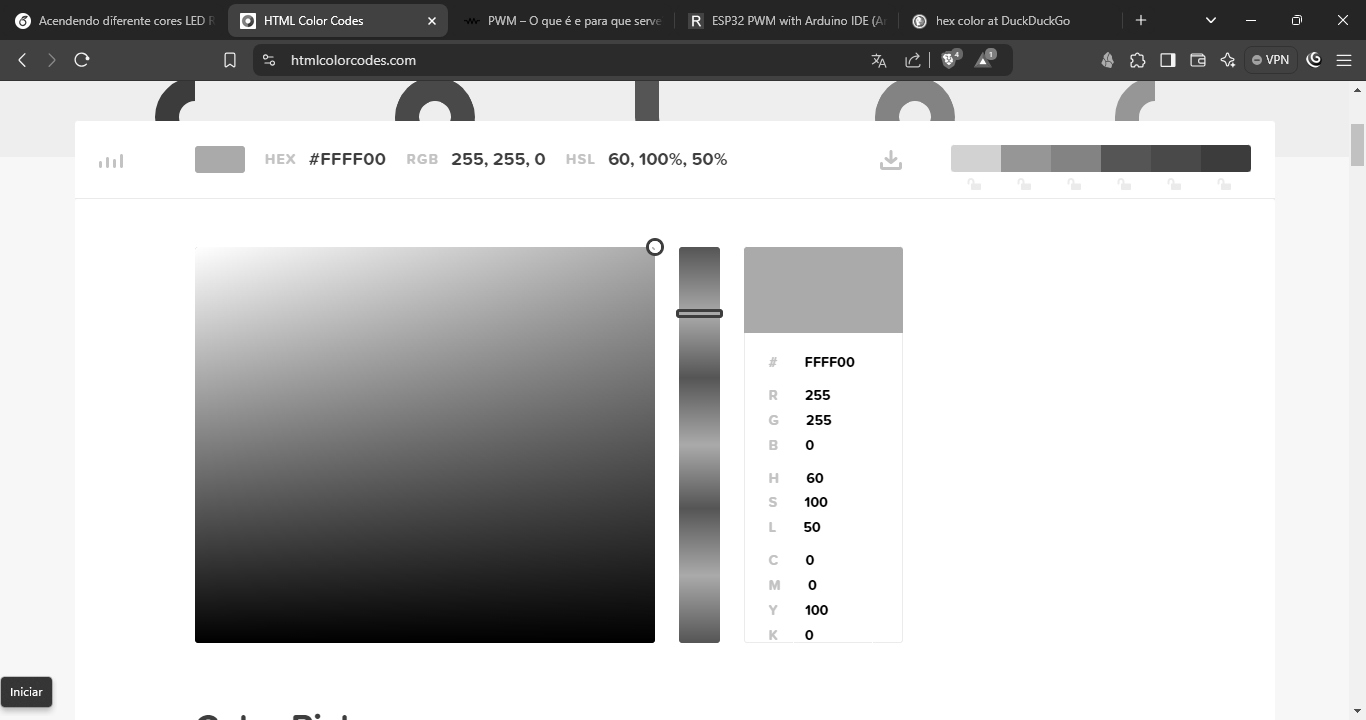 Acendendo diferente cores LED R
HTML Color Codes
PWM – O que é e para que serve
ESP32 PWM with Arduino IDE (A
hex color at DuckDuckGo
htmlcolorcodes.com
4
1
VPN
HEX #FFFF00 RGB 255, 255, 0 HSL 60, 100%, 50%
# FFFF00
R 255
G 255
B 0
H 60
S 100
L 50
C 0
M 0
Y 100
K 0
Iniciar